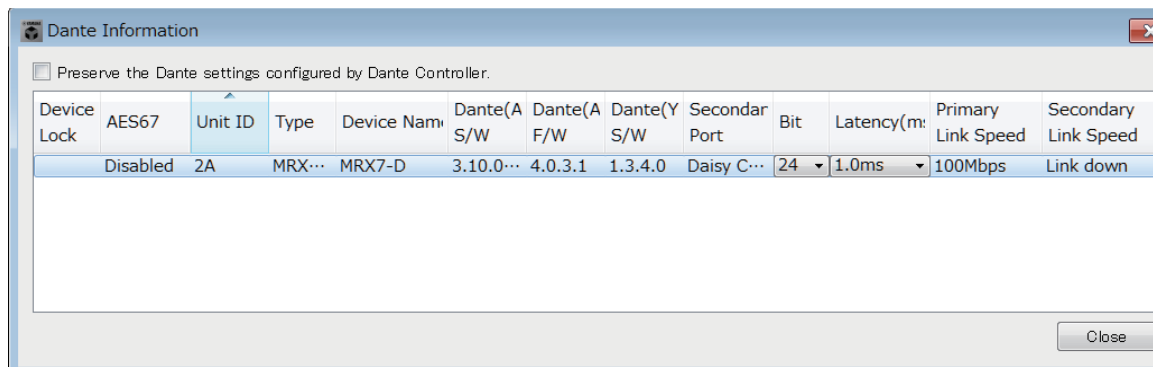 Dante Information
Preserve the Dante settings configured by Dante Controller.
Device Lock AES67 Unit ID Type Device Nam Dante(A S/W Dante(A F/W Dante(Y S/W Secondar Port Bit Latency(m Primary Link Speed Secondary Link Speed
Disabled 2A MRX… MRX7-D 3.10.0… 4.0.3.1 1.3.4.0 Daisy C… 24 1.0ms 100Mbps Link down
Close